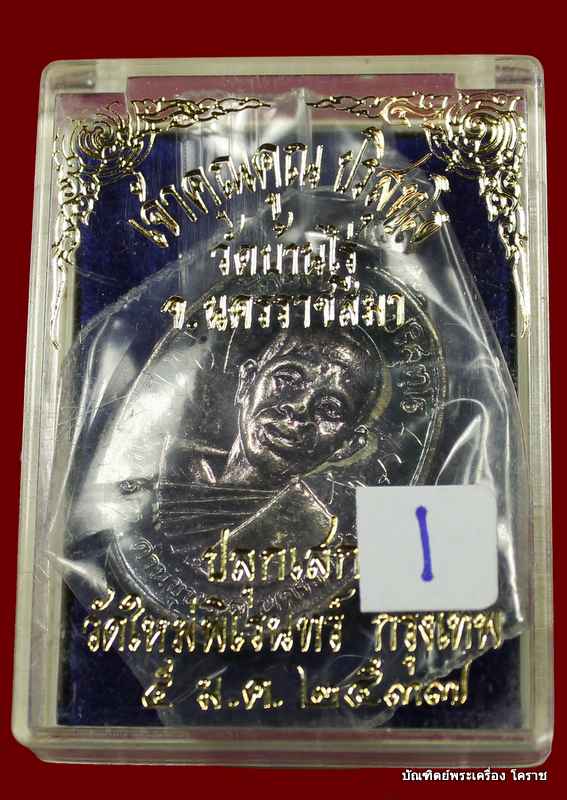 เจ้าคุณคูณ ปริสุทฺโธ
วัดบ้านไร่
จ.นครราชสีมา
ปลุกเสก
1
วัดใหม่พิเรนทร์ กรุงเทพ
๕ ส.ค. ๒๕๓๗
บัณฑิตย์พระเครื่อง โคราช